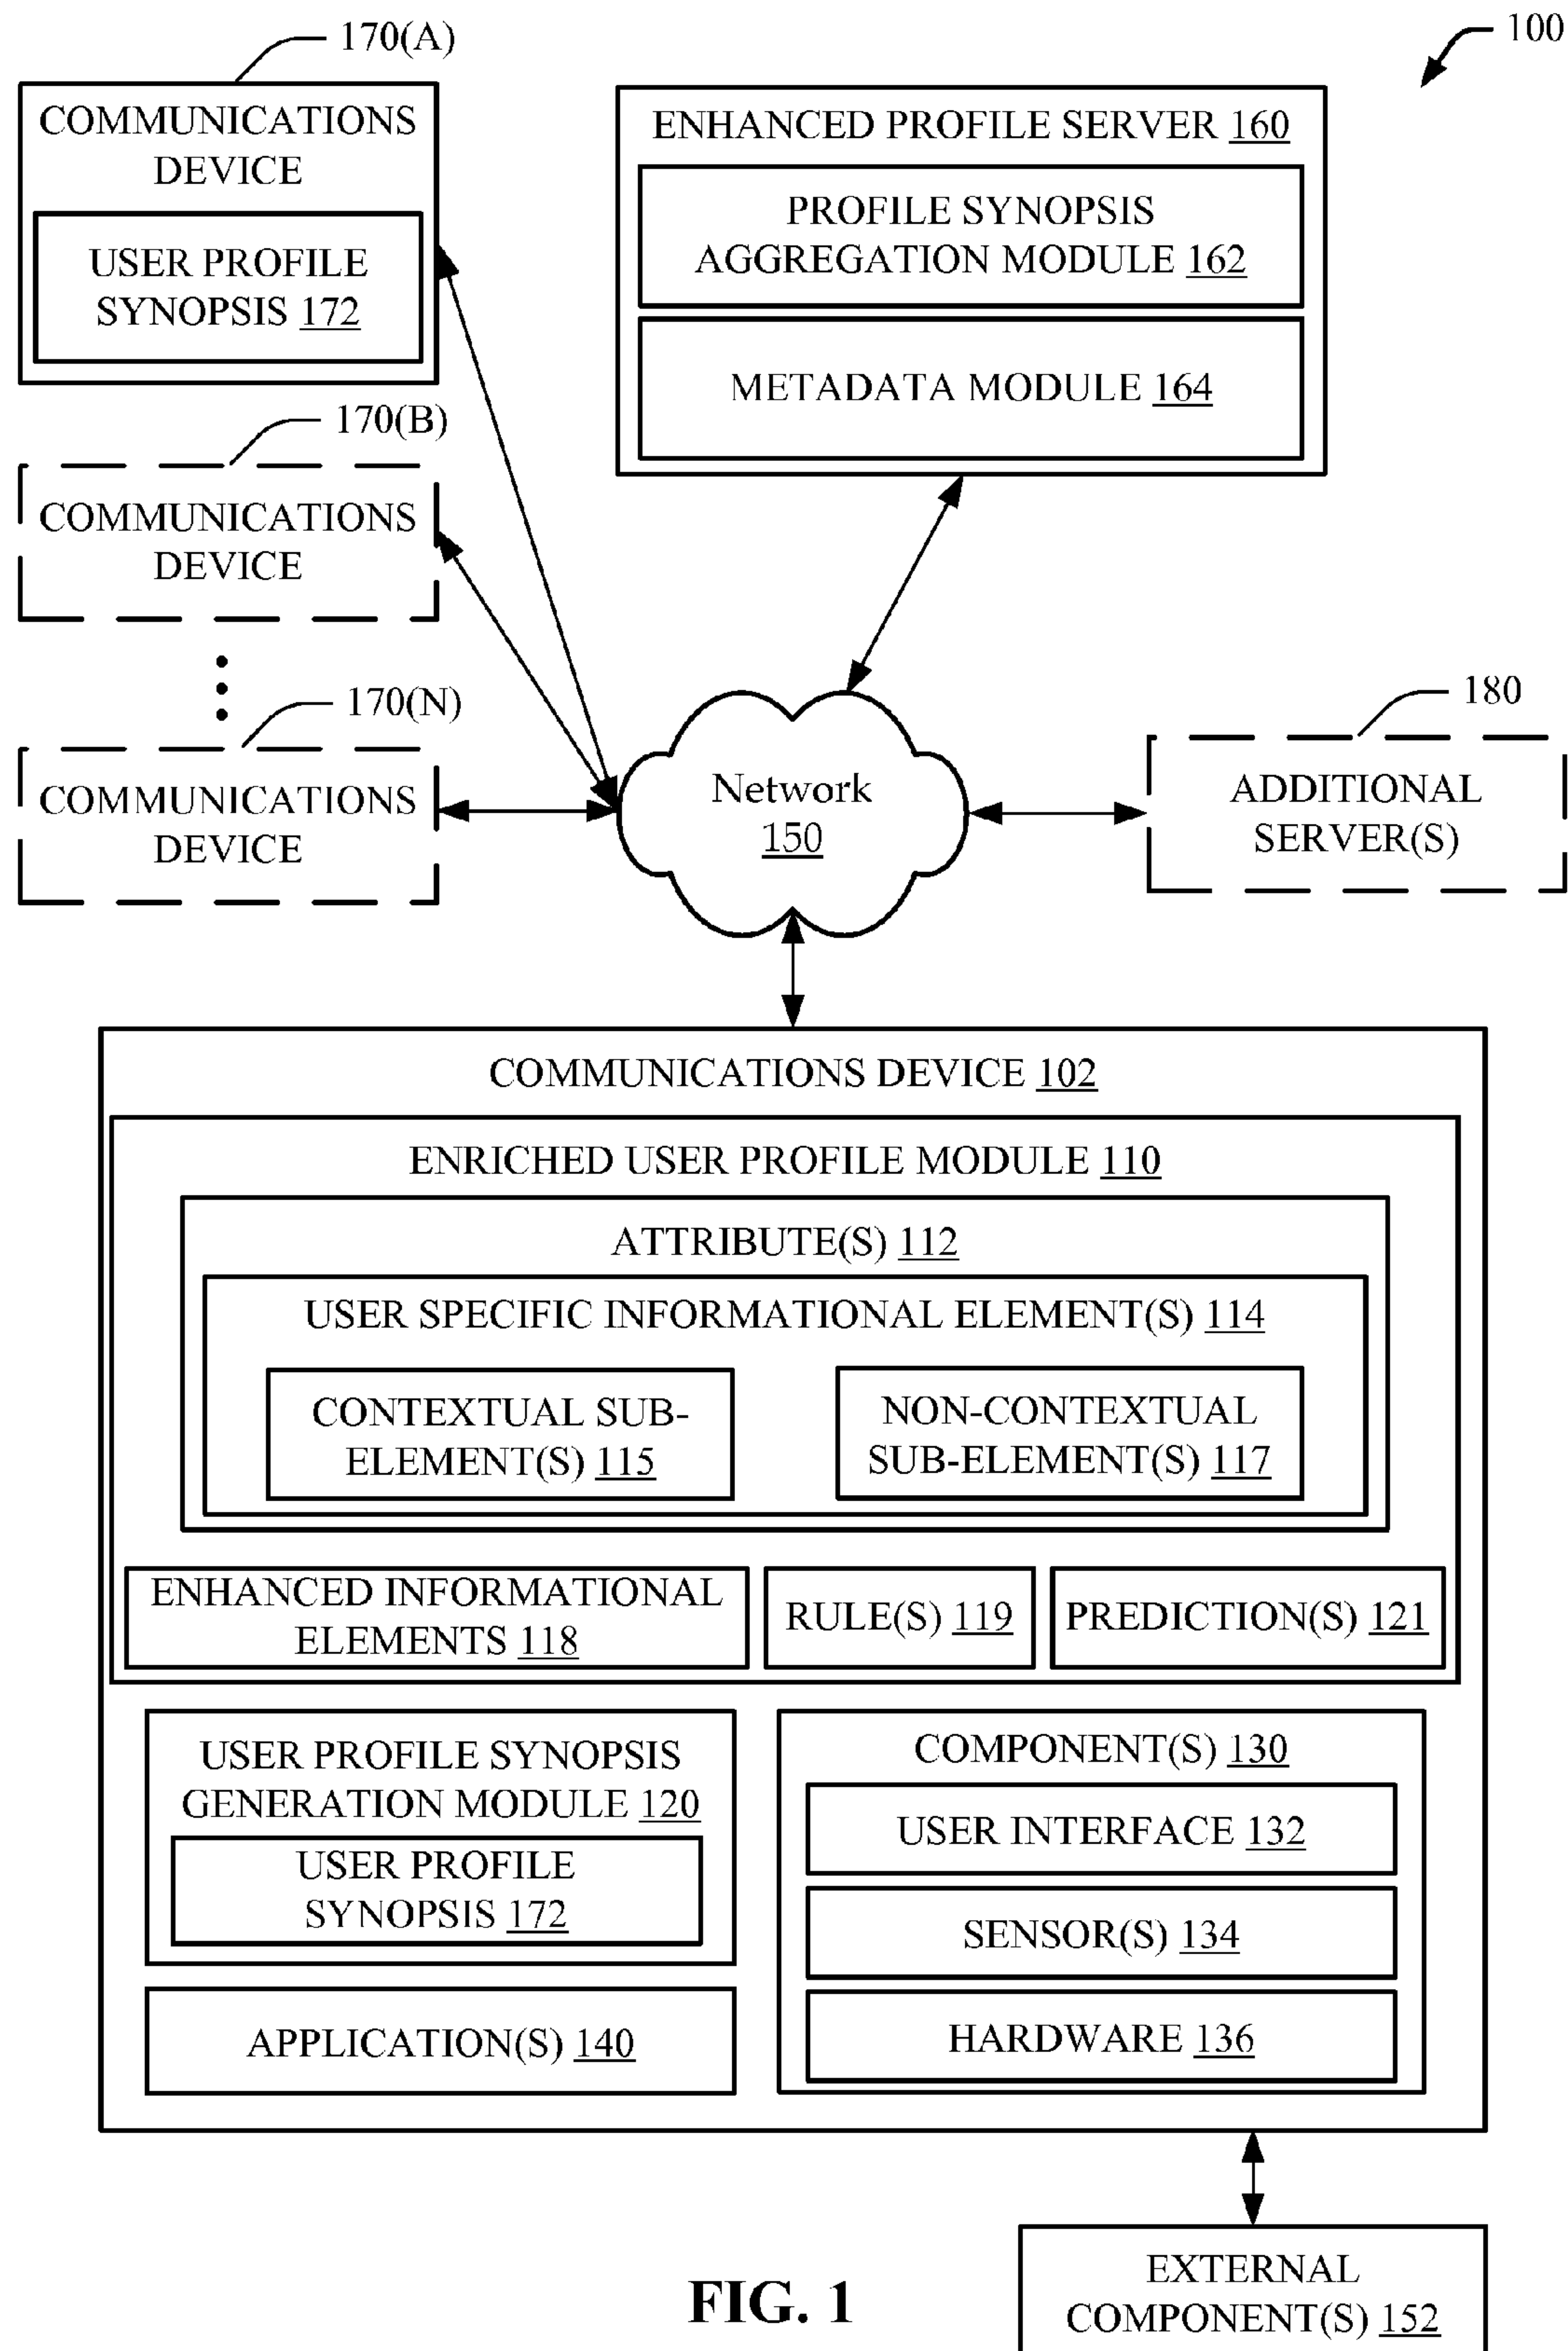 100
170(A)
COMMUNICATIONS
DEVICE
USER PROFILE
SYNOPSIS 172
ENHANCED PROFILE SERVER 160
PROFILE SYNOPSIS
AGGREGATION MODULE 162
METADATA MODULE 164
170(B)
COMMUNICATIONS
DEVICE
170(N)
COMMUNICATIONS
DEVICE
Network
150
180
ADDITIONAL
SERVER(S)
COMMUNICATIONS DEVICE 102
ENRICHED USER PROFILE MODULE 110
ATTRIBUTE(S) 112
USER SPECIFIC INFORMATIONAL ELEMENT(S) 114
CONTEXTUAL SUB-
ELEMENT(S) 115
NON-CONTEXTUAL
SUB-ELEMENT(S) 117
ENHANCED INFORMATIONAL
ELEMENTS 118
RULE(S) 119
PREDICTION(S) 121
USER PROFILE SYNOPSIS
GENERATION MODULE 120
USER PROFILE
SYNOPSIS 172
APPLICATION(S) 140
COMPONENT(S) 130
USER INTERFACE 132
SENSOR(S) 134
HARDWARE 136
EXTERNAL
COMPONENT(S) 152
FIG. 1